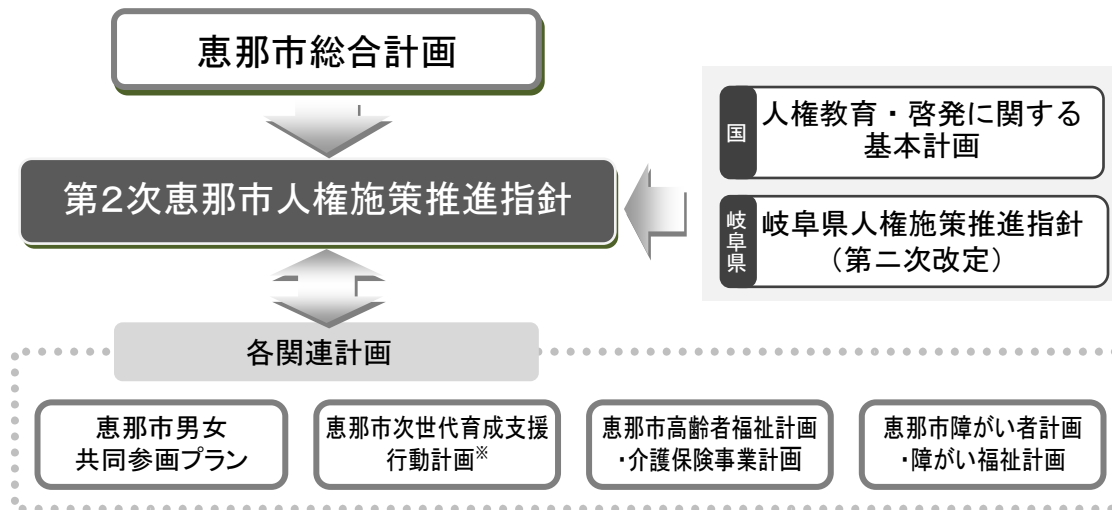 恵那市総合計画
国
人権教育・啓発に関する
基本計画
第2次恵那市人権施策推進指針
岐阜県
岐阜県人権施策推進指針
（第二次改定）
各関連計画
恵那市男女
共同参画プラン
恵那市次世代育成支援
行動計画※
恵那市高齢者福祉計画
・介護保険事業計画
恵那市障がい者計画
・障がい福祉計画